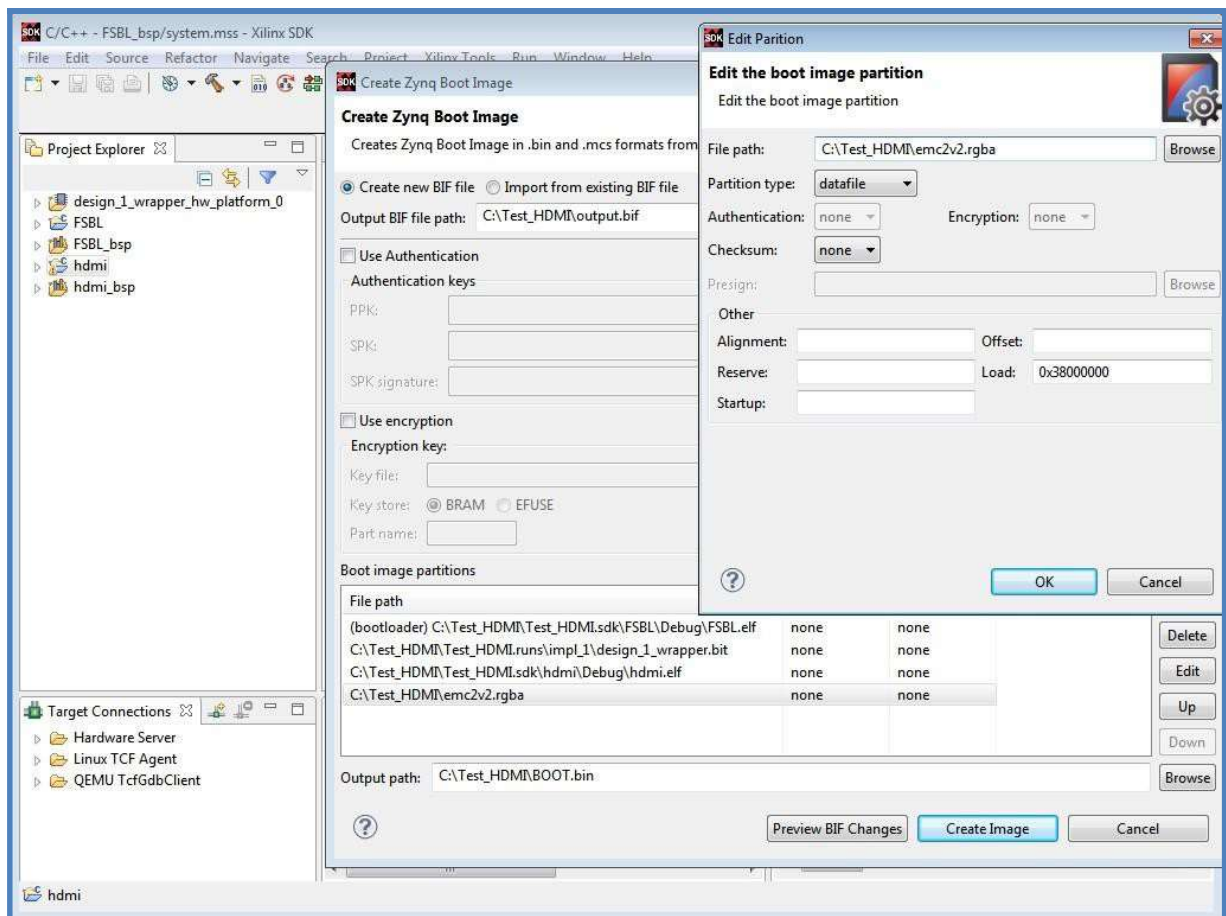 C/C++ - FSBL_bsp/system.mss - Xilinx SDK
File Edit Source Refactor Navigate Search Project Xilinx Tools Run Window Help
Project Explorer
design_1_wrapper_hw_platform_0
FSBL
FSBL_bsp
hdmi
hdmi_bsp
Target Connections
Hardware Server
Linux TCF Agent
QEMU TcfGdbClient
hdmi
Create Zynq Boot Image
Create Zynq Boot Image
Creates Zynq Boot Image in .bin and .mcs formats from
Create new BIF file Import from existing BIF file
Output BIF file path: C:\Test_HDMI\output.bif
Use Authentication
Authentication keys
PPK:
SPK:
SPK signature:
Use encryption
Encryption key:
Key file:
Key store: BRAM EFUSE
Part name:
Boot image partitions
File path
(bootloader) C:\Test_HDMI\Test_HDMI.sdk\FSBL\Debug\FSBL.elf none none
C:\Test_HDMI\Test_HDMI.runs\impl_1\design_1_wrapper.bit none none
C:\Test_HDMI\Test_HDMI.sdk\hdmi\Debug\hdmi.elf none none
C:\Test_HDMI\emc2v2.rgba none none
Delete
Edit
Up
Down
Output path: C:\Test_HDMI\BOOT.bin Browse
Preview BIF Changes Create Image Cancel
SDK Edit Parition
Edit the boot image partition
Edit the boot image partition
File path: C:\Test_HDMI\emc2v2.rgba Browse
Partition type: datafile
Authentication: none Encryption: none
Checksum: none
Presign: Browse
Other
Alignment: Offset:
Reserve: Load: 0x38000000
Startup:
OK Cancel